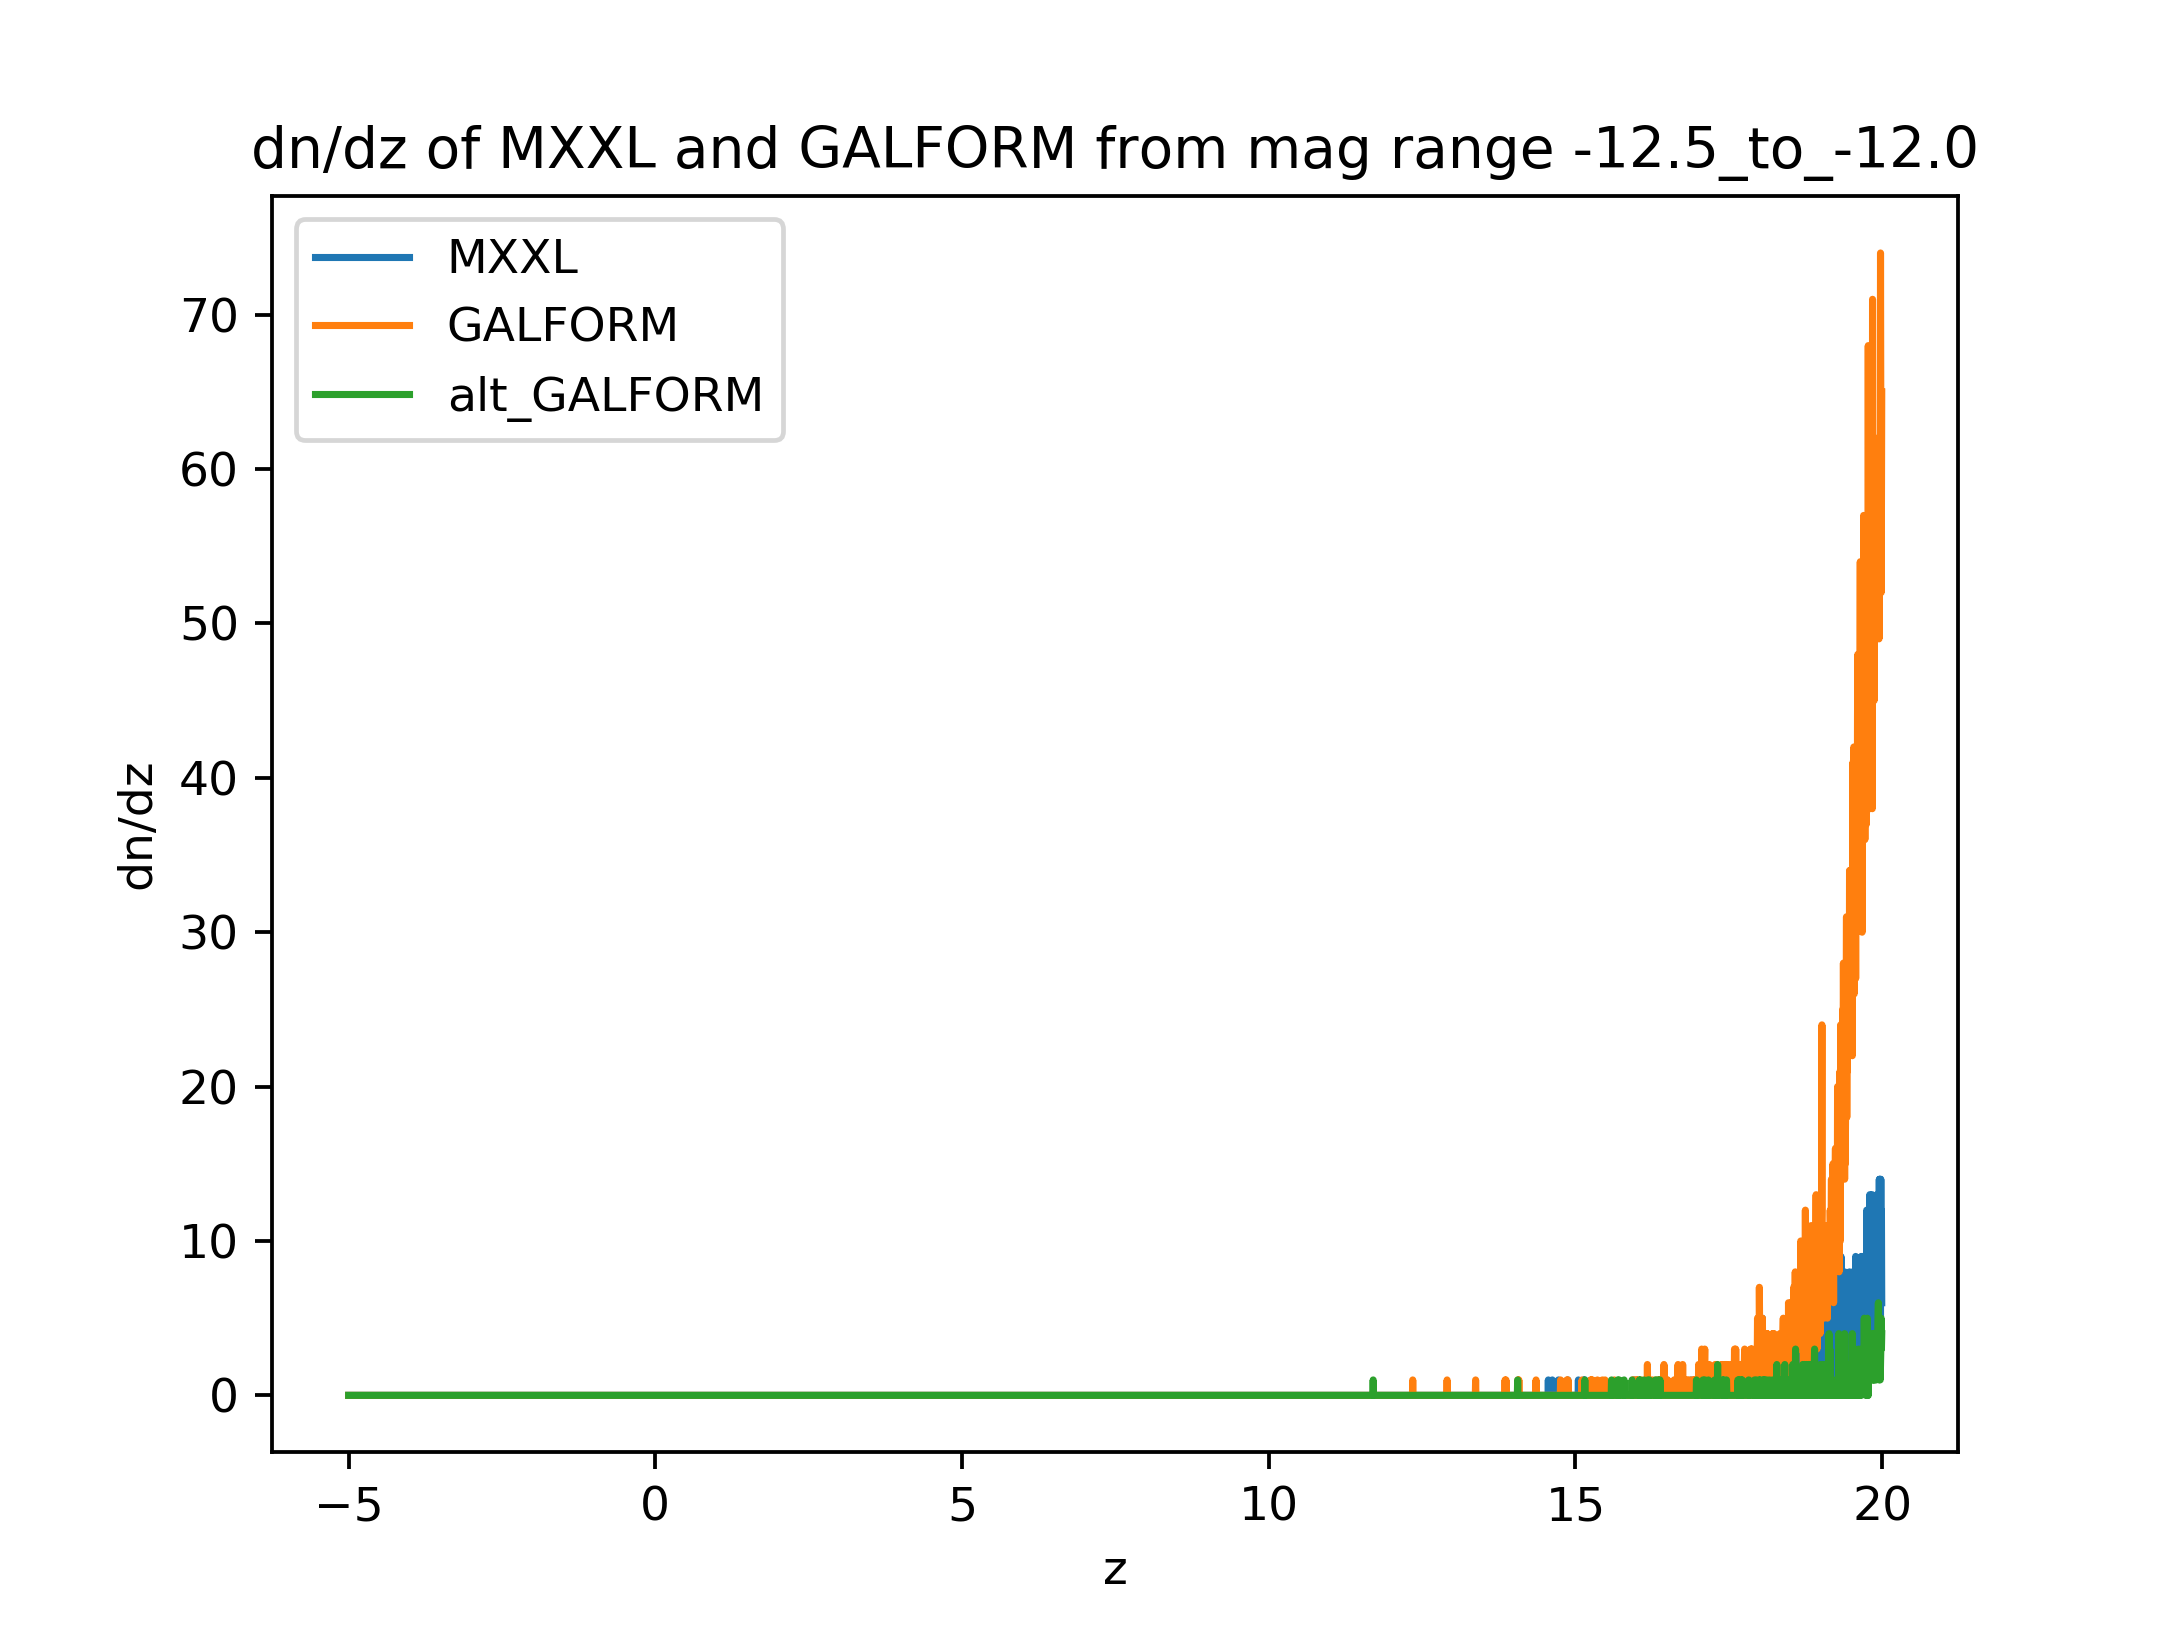 dn/dz of MXXL and GALFORM from mag range -12.5_to_-12.0
MXXL
GALFORM
alt_GALFORM
70
60
50
40
30
20
10
0
dn/dz
−5 0 5 10 15 20
z